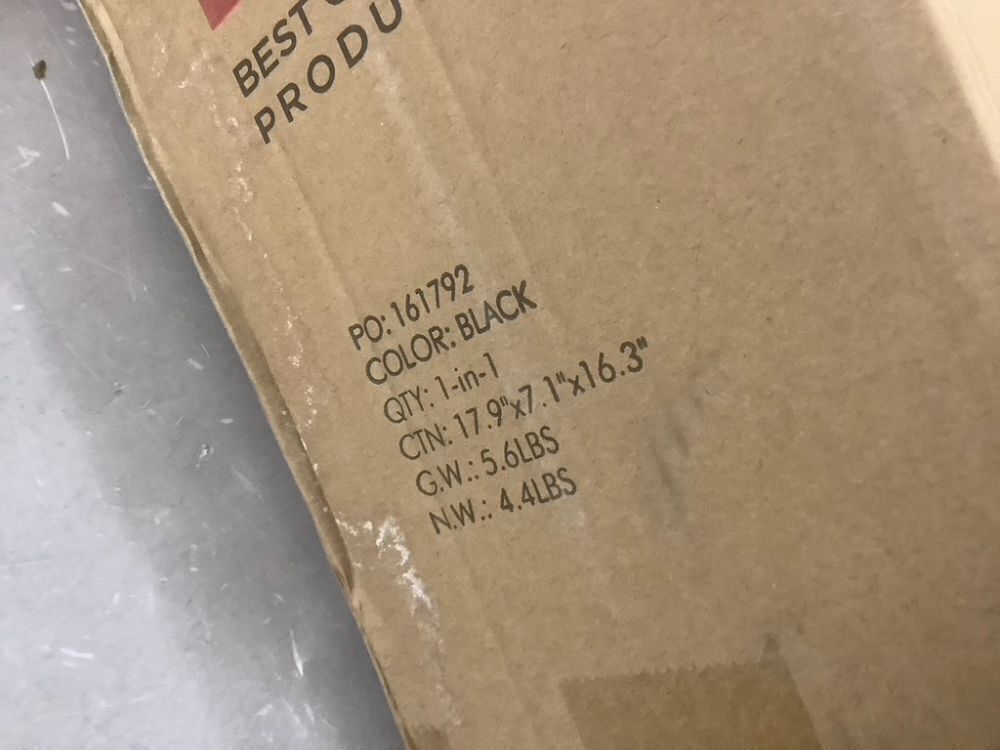 BEST
PRODU
PO: 161792
COLOR: BLACK
QTY: 1-in-1
CTN: 17.9"x7.1"x16.3"
G.W.: 5.6LBS
N.W.: 4.4LBS